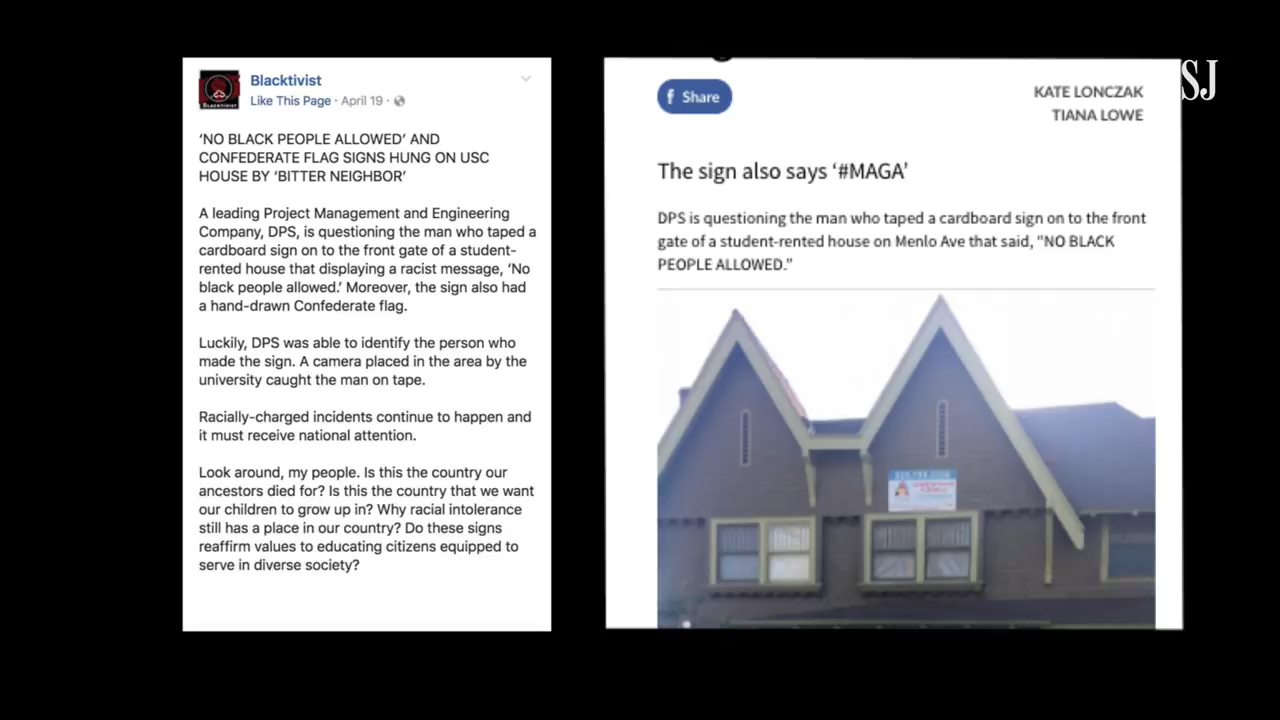 Blacktivist
Like This Page · April 19 ·
‘NO BLACK PEOPLE ALLOWED’ AND
CONFEDERATE FLAG SIGNS HUNG ON USC
HOUSE BY ‘BITTER NEIGHBOR’
A leading Project Management and Engineering
Company, DPS, is questioning the man who taped a
cardboard sign on to the front gate of a student-
rented house that displaying a racist message, ‘No
black people allowed.’ Moreover, the sign also had
a hand-drawn Confederate flag.
Luckily, DPS was able to identify the person who
made the sign. A camera placed in the area by the
university caught the man on tape.
Racially-charged incidents continue to happen and
it must receive national attention.
Look around, my people. Is this the country our
ancestors died for? Is this the country that we want
our children to grow up in? Why racial intolerance
still has a place in our country? Do these signs
reaffirm values to educating citizens equipped to
serve in diverse society?
f Share
KATE LONCZAK
TIANA LOWE
The sign also says ‘#MAGA’
DPS is questioning the man who taped a cardboard sign on to the front
gate of a student-rented house on Menlo Ave that said, "NO BLACK
PEOPLE ALLOWED."
SJ